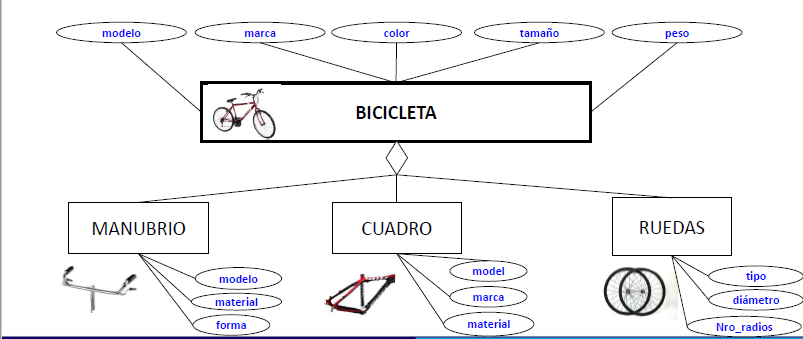 modelo
marca
color
tamaño
peso
BICICLETA
MANUBRIO
CUADRO
RUEDAS
modelo
material
forma
model
marca
material
tipo
diámetro
Nro_radios